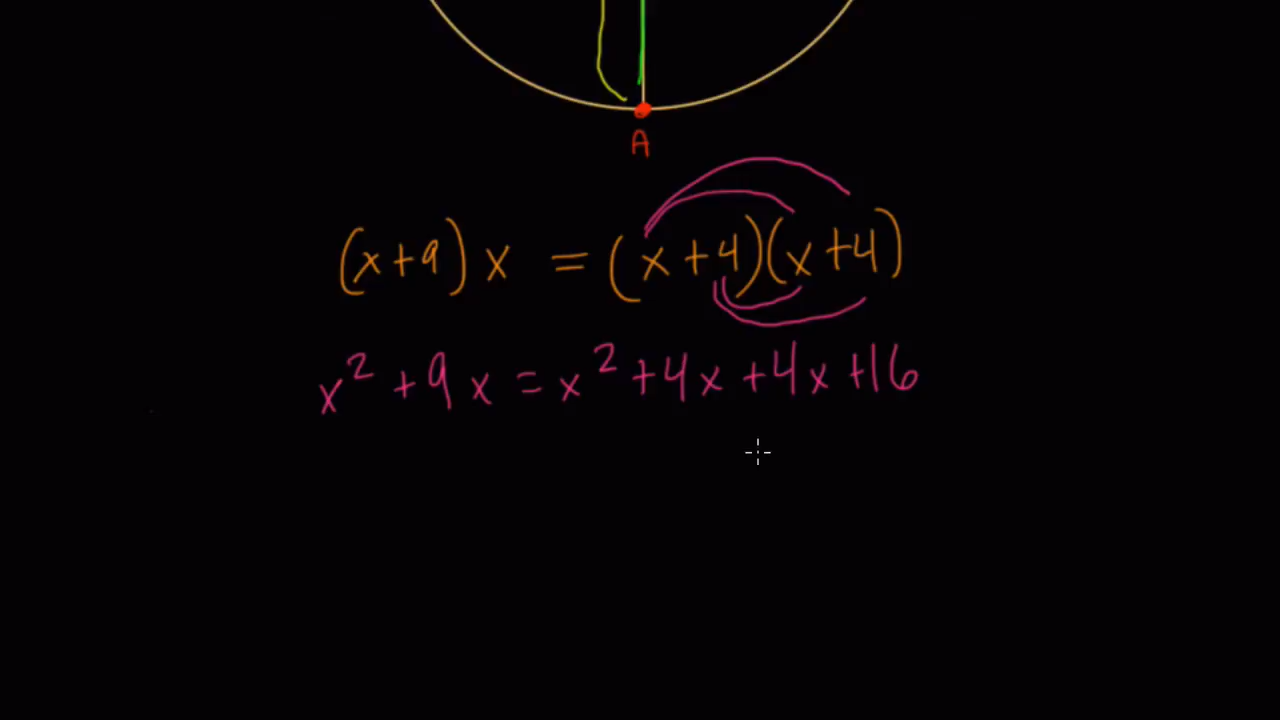 A
(x+9)x = (x+4)(x+4)
x² + 9x = x² + 4x + 4x + 16